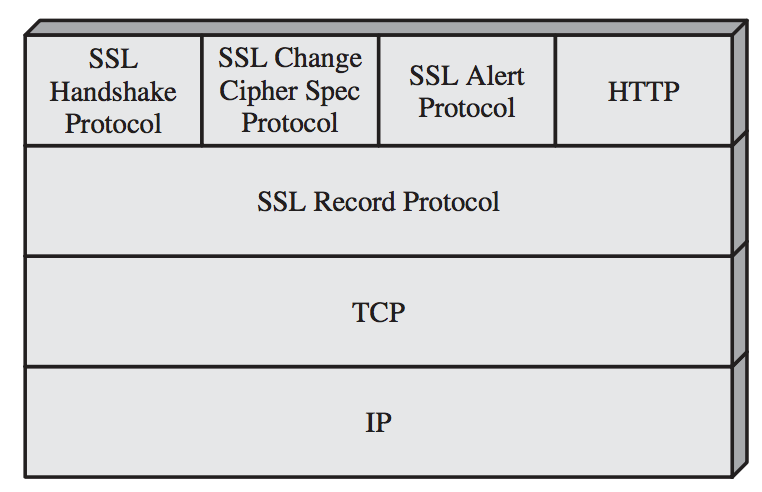 SSL
Handshake
Protocol
SSL Change
Cipher Spec
Protocol
SSL Alert
Protocol
HTTP
SSL Record Protocol
TCP
IP